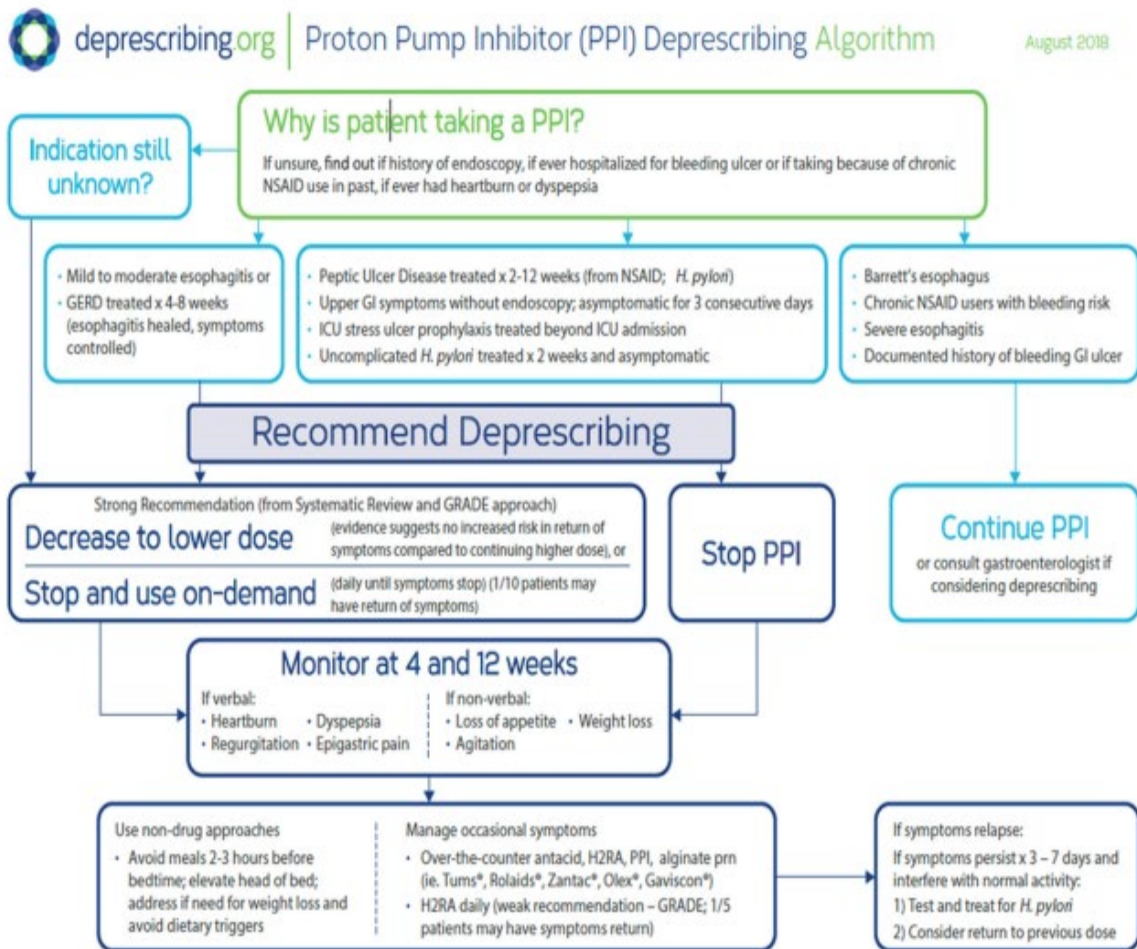 deprescribing.org | Proton Pump Inhibitor (PPI) Deprescribing Algorithm
August 2018
Why is patient taking a PPI?
If unsure, find out if history of endoscopy, if ever hospitalized for bleeding ulcer or if taking because of chronic
NSAID use in past, if ever had heartburn or dyspepsia
Indication still
unknown?
• Mild to moderate esophagitis or
• GERD treated x 4-8 weeks
(esophagitis healed, symptoms
controlled)
• Peptic Ulcer Disease treated x 2-12 weeks (from NSAID; H. pylori)
• Upper GI symptoms without endoscopy; asymptomatic for 3 consecutive days
• ICU stress ulcer prophylaxis treated beyond ICU admission
• Uncomplicated H. pylori treated x 2 weeks and asymptomatic
• Barrett's esophagus
• Chronic NSAID users with bleeding risk
• Severe esophagitis
• Documented history of bleeding GI ulcer
Recommend Deprescribing
Strong Recommendation (from Systematic Review and GRADE approach)
Decrease to lower dose
(evidence suggests no increased risk in return of
symptoms compared to continuing higher dose), or
Stop and use on-demand
(daily until symptoms stop) (1/10 patients may
have return of symptoms)
Stop PPI
Continue PPI
or consult gastroenterologist if
considering deprescribing
Monitor at 4 and 12 weeks
If verbal:
• Heartburn • Dyspepsia
• Regurgitation • Epigastric pain
If non-verbal:
• Loss of appetite • Weight loss
• Agitation
Use non-drug approaches
• Avoid meals 2-3 hours before
bedtime; elevate head of bed;
address if need for weight loss and
avoid dietary triggers
Manage occasional symptoms
• Over-the-counter antacid, H2RA, PPI, alginate prn
(ie. Tums®, Rolaids®, Zantac®, Olex®, Gaviscon®)
• H2RA daily (weak recommendation – GRADE; 1/5
patients may have symptoms return)
If symptoms relapse:
If symptoms persist x 3 – 7 days and
interfere with normal activity:
1) Test and treat for H. pylori
2) Consider return to previous dose